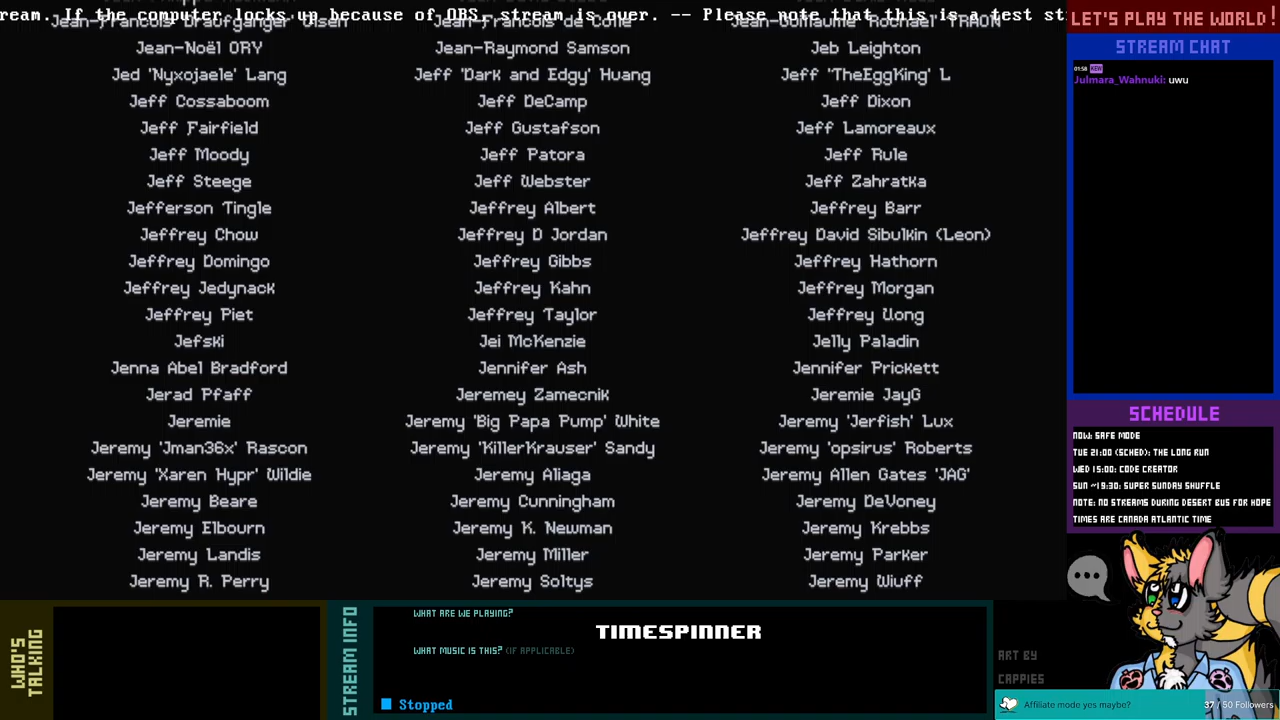 ream. If the computer locks up because of OBS, stream is over. -- Please note that this is a test st
LET'S PLAY THE WORLD!
Jean-Noël ORY
Jean-Raymond Samson
Jeb Leighton
Jed 'Nyxojaele' Lang
Jeff 'Dark and Edgy' Huang
Jeff 'TheEggKing' L
Jeff Cossaboom
Jeff DeCamp
Jeff Dixon
Jeff Fairfield
Jeff Gustafson
Jeff Lamoreaux
Jeff Moody
Jeff Patora
Jeff Rule
Jeff Steege
Jeff Webster
Jeff Zahratka
Jefferson Tingle
Jeffrey Albert
Jeffrey Barr
Jeffrey Chow
Jeffrey D Jordan
Jeffrey David Sibulkin (Leon)
Jeffrey Domingo
Jeffrey Gibbs
Jeffrey Hathorn
Jeffrey Jedynack
Jeffrey Kahn
Jeffrey Morgan
Jeffrey Piet
Jeffrey Taylor
Jeffrey Wong
Jefski
Jei McKenzie
Jelly Paladin
Jenna Abel Bradford
Jennifer Ash
Jennifer Prickett
Jerad Pfaff
Jeremey Zamecnik
Jeremie JayG
Jeremie
Jeremy 'Big Papa Pump' White
Jeremy 'Jerfish' Lux
Jeremy 'Jman36x' Rascon
Jeremy 'KillerKrauser' Sandy
Jeremy 'opsirus' Roberts
Jeremy 'Xaren Hypr' Wildie
Jeremy Aliaga
Jeremy Allen Gates 'JAG'
Jeremy Beare
Jeremy Cunningham
Jeremy DeVoney
Jeremy Elbourn
Jeremy K. Newman
Jeremy Krebbs
Jeremy Landis
Jeremy Miller
Jeremy Parker
Jeremy R. Perry
Jeremy Soltys
Jeremy Wiuff
STREAM CHAT
01:58 NEW
Julmara_Wahnuki: uwu
SCHEDULE
NOW: SAFE MODE
TUE 21:00 (SCHED): THE LONG RUN
WED 15:00: CODE CREATOR
SUN ~19:30: SUPER SUNDAY SHUFFLE
NOTE: NO STREAMS DURING DESERT BUS FOR HOPE
TIMES ARE CANADA ATLANTIC TIME
WHO'S TALKING
STREAM INFO
WHAT ARE WE PLAYING?
TIMESPINNER
WHAT MUSIC IS THIS? (IF APPLICABLE)
Stopped
ART BY
CAPPIES
Affiliate mode yes maybe?
37 / 50 Followers